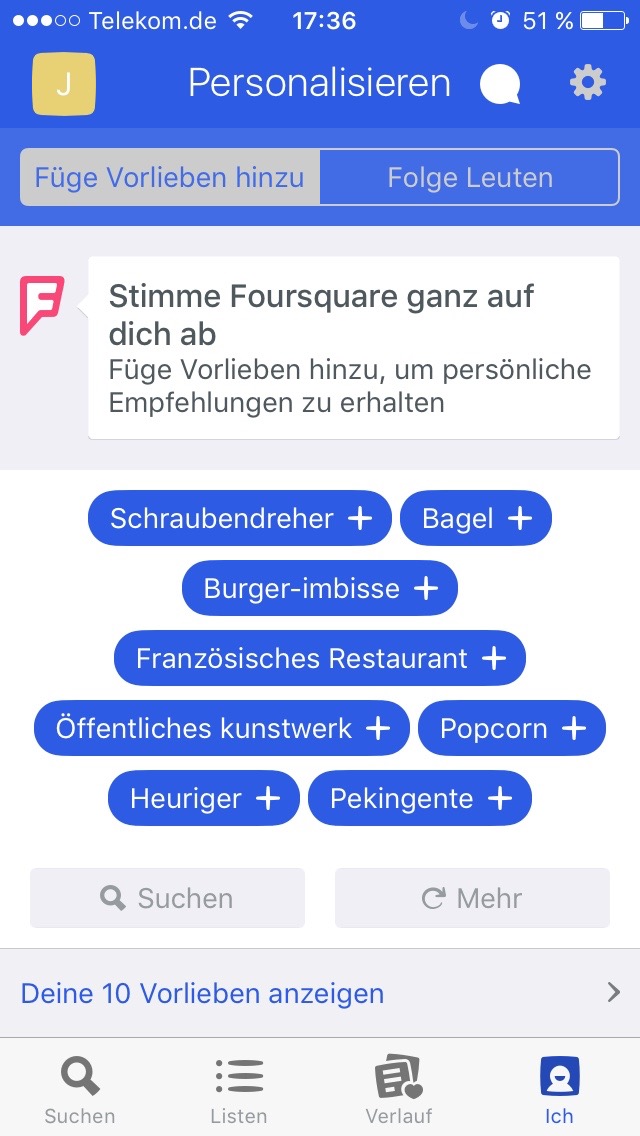 Telekom.de 17:36 51 %
J Personalisieren
Füge Vorlieben hinzu Folge Leuten
Stimme Foursquare ganz auf
dich ab
Füge Vorlieben hinzu, um persönliche
Empfehlungen zu erhalten
Schraubendreher + Bagel +
Burger-imbisse +
Französisches Restaurant +
Öffentliches kunstwerk + Popcorn +
Heuriger + Pekingente +
Suchen Mehr
Deine 10 Vorlieben anzeigen
Suchen Listen Verlauf Ich